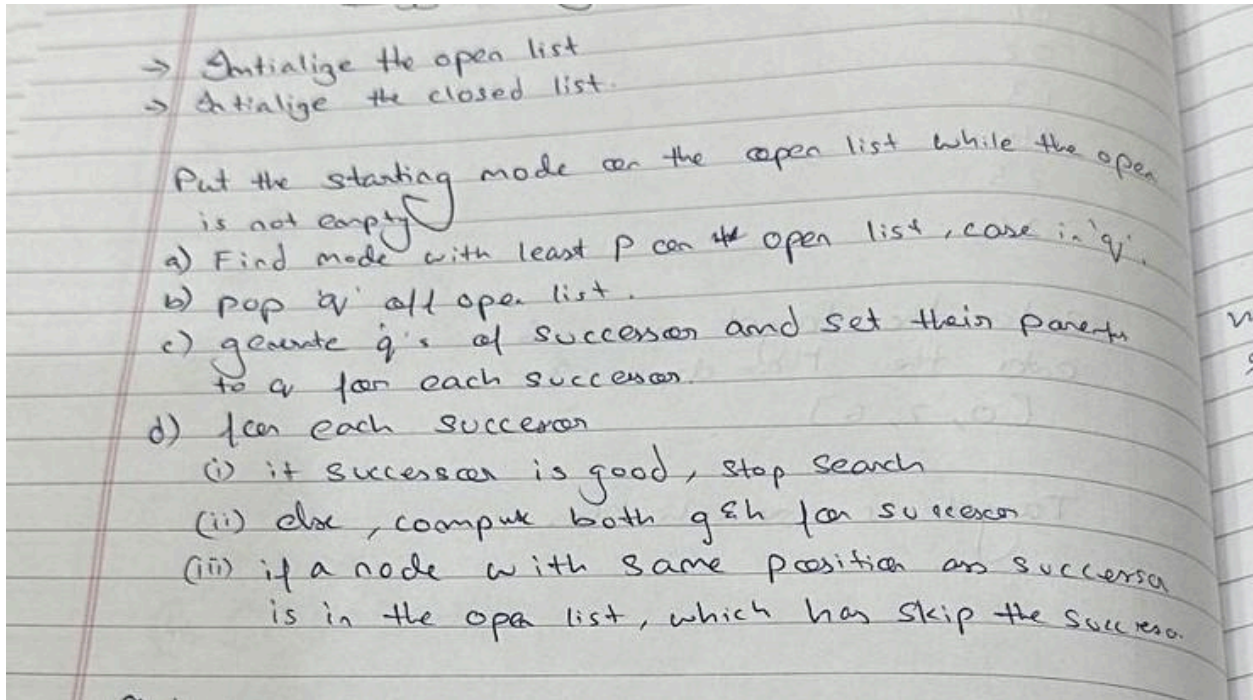 → Intialize the open list
→ Intialize the closed list.
Put the starting mode on the open list while the open
is not empty
a) Find mode with least P on the open list, case in 'q'.
b) pop 'q' off open list.
c) generate q's of successor and set their parents
to q for each successor.
d) for each succesor
(i) if successor is good, stop search
(ii) else, compute both g & h for succesor
(iii) if a node with same position as successor
is in the open list, which has skip the succesor.